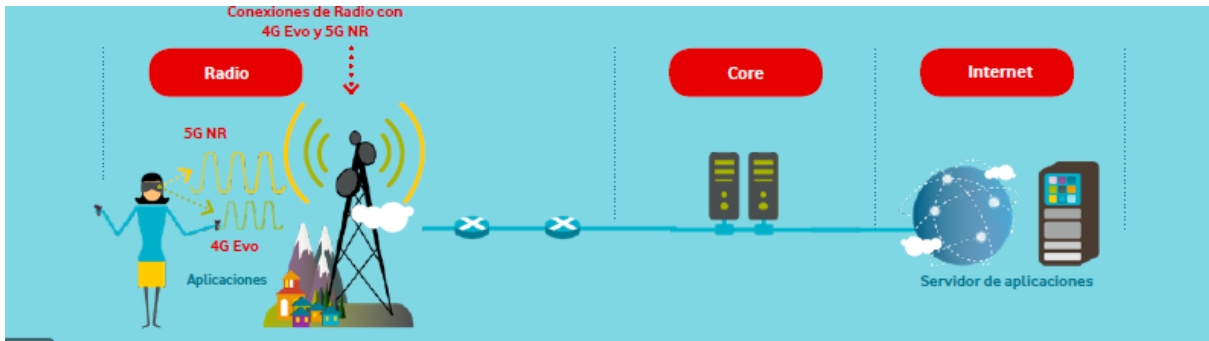 Conexiones de Radio con
4G Evo y 5G NR
Radio
Core
Internet
5G NR
4G Evo
Aplicaciones
Servidor de aplicaciones